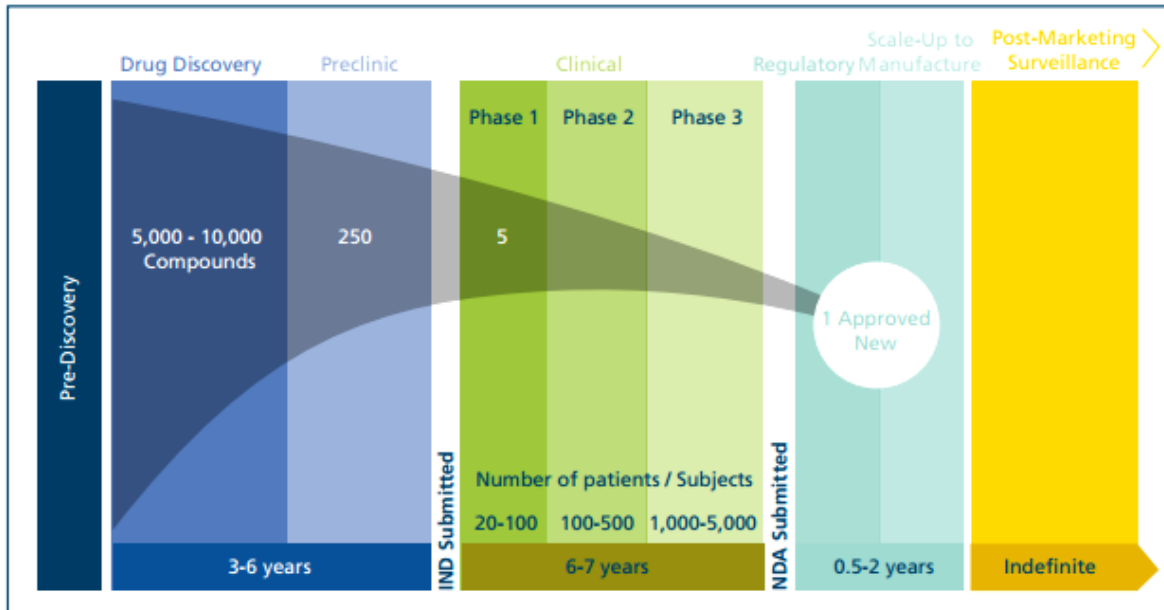 Drug Discovery
Preclinic
Clinical
Regulatory
Scale-Up to
Manufacture
Post-Marketing
Surveillance
Pre-Discovery
Phase 1
Phase 2
Phase 3
5,000 - 10,000
Compounds
250
5
1 Approved
New
IND Submitted
Number of patients / Subjects
20-100
100-500
1,000-5,000
NDA Submitted
3-6 years
6-7 years
0.5-2 years
Indefinite